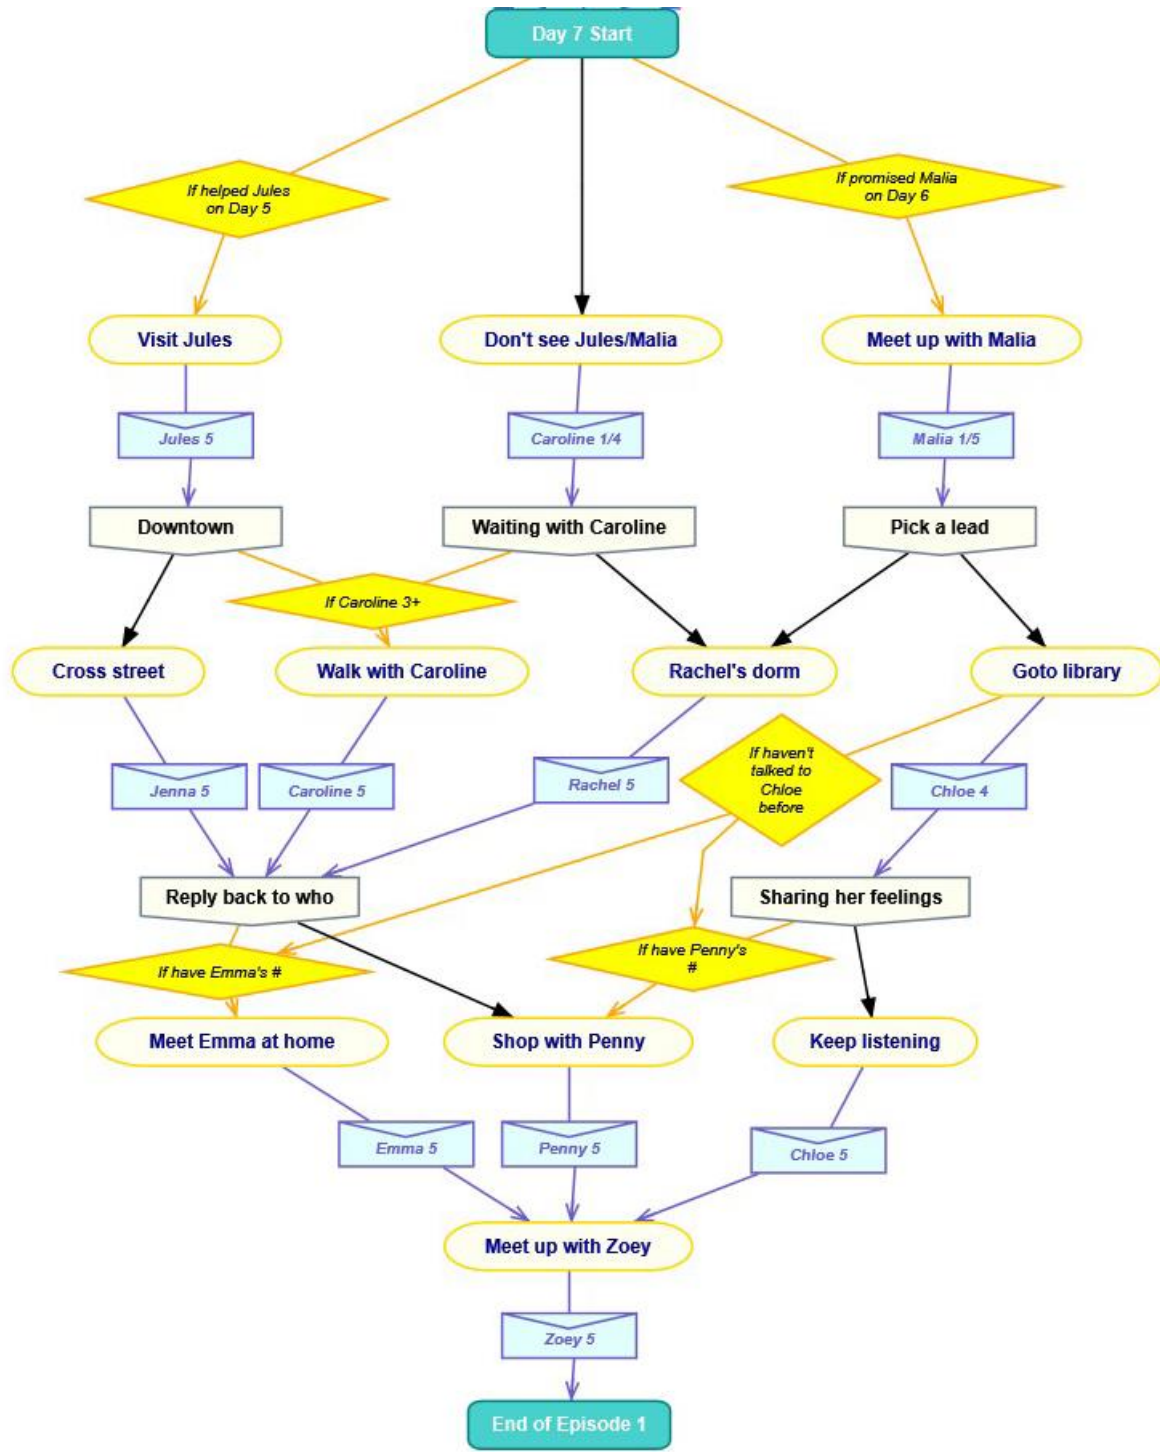 Day 7 Start
If helped Jules
on Day 5
If promised Malia
on Day 6
Visit Jules
Don't see Jules/Malia
Meet up with Malia
Jules 5
Caroline 1/4
Malia 1/5
Downtown
Waiting with Caroline
Pick a lead
If Caroline 3+
Cross street
Walk with Caroline
Rachel's dorm
Goto library
If haven't
talked to
Chloe
before
Jenna 5
Caroline 5
Rachel 5
Chloe 4
Reply back to who
Sharing her feelings
If have Emma's #
If have Penny's
#
Meet Emma at home
Shop with Penny
Keep listening
Emma 5
Penny 5
Chloe 5
Meet up with Zoey
Zoey 5
End of Episode 1